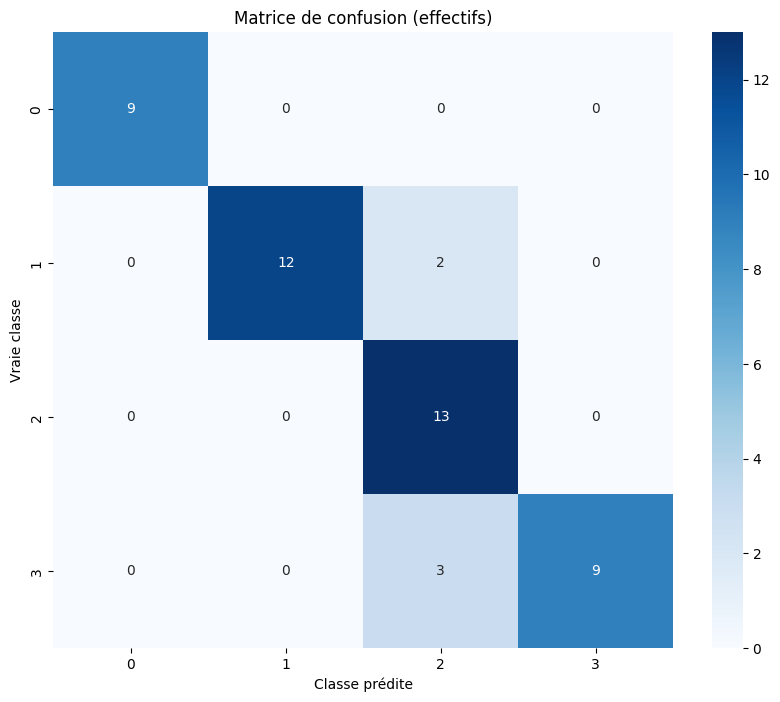 Matrice de confusion (effectifs)
0
9 0 0 0
1
0 12 2 0
2
0 0 13 0
3
0 0 3 9
0 1 2 3
Vraie classe
Classe prédite
12
10
8
6
4
2
0